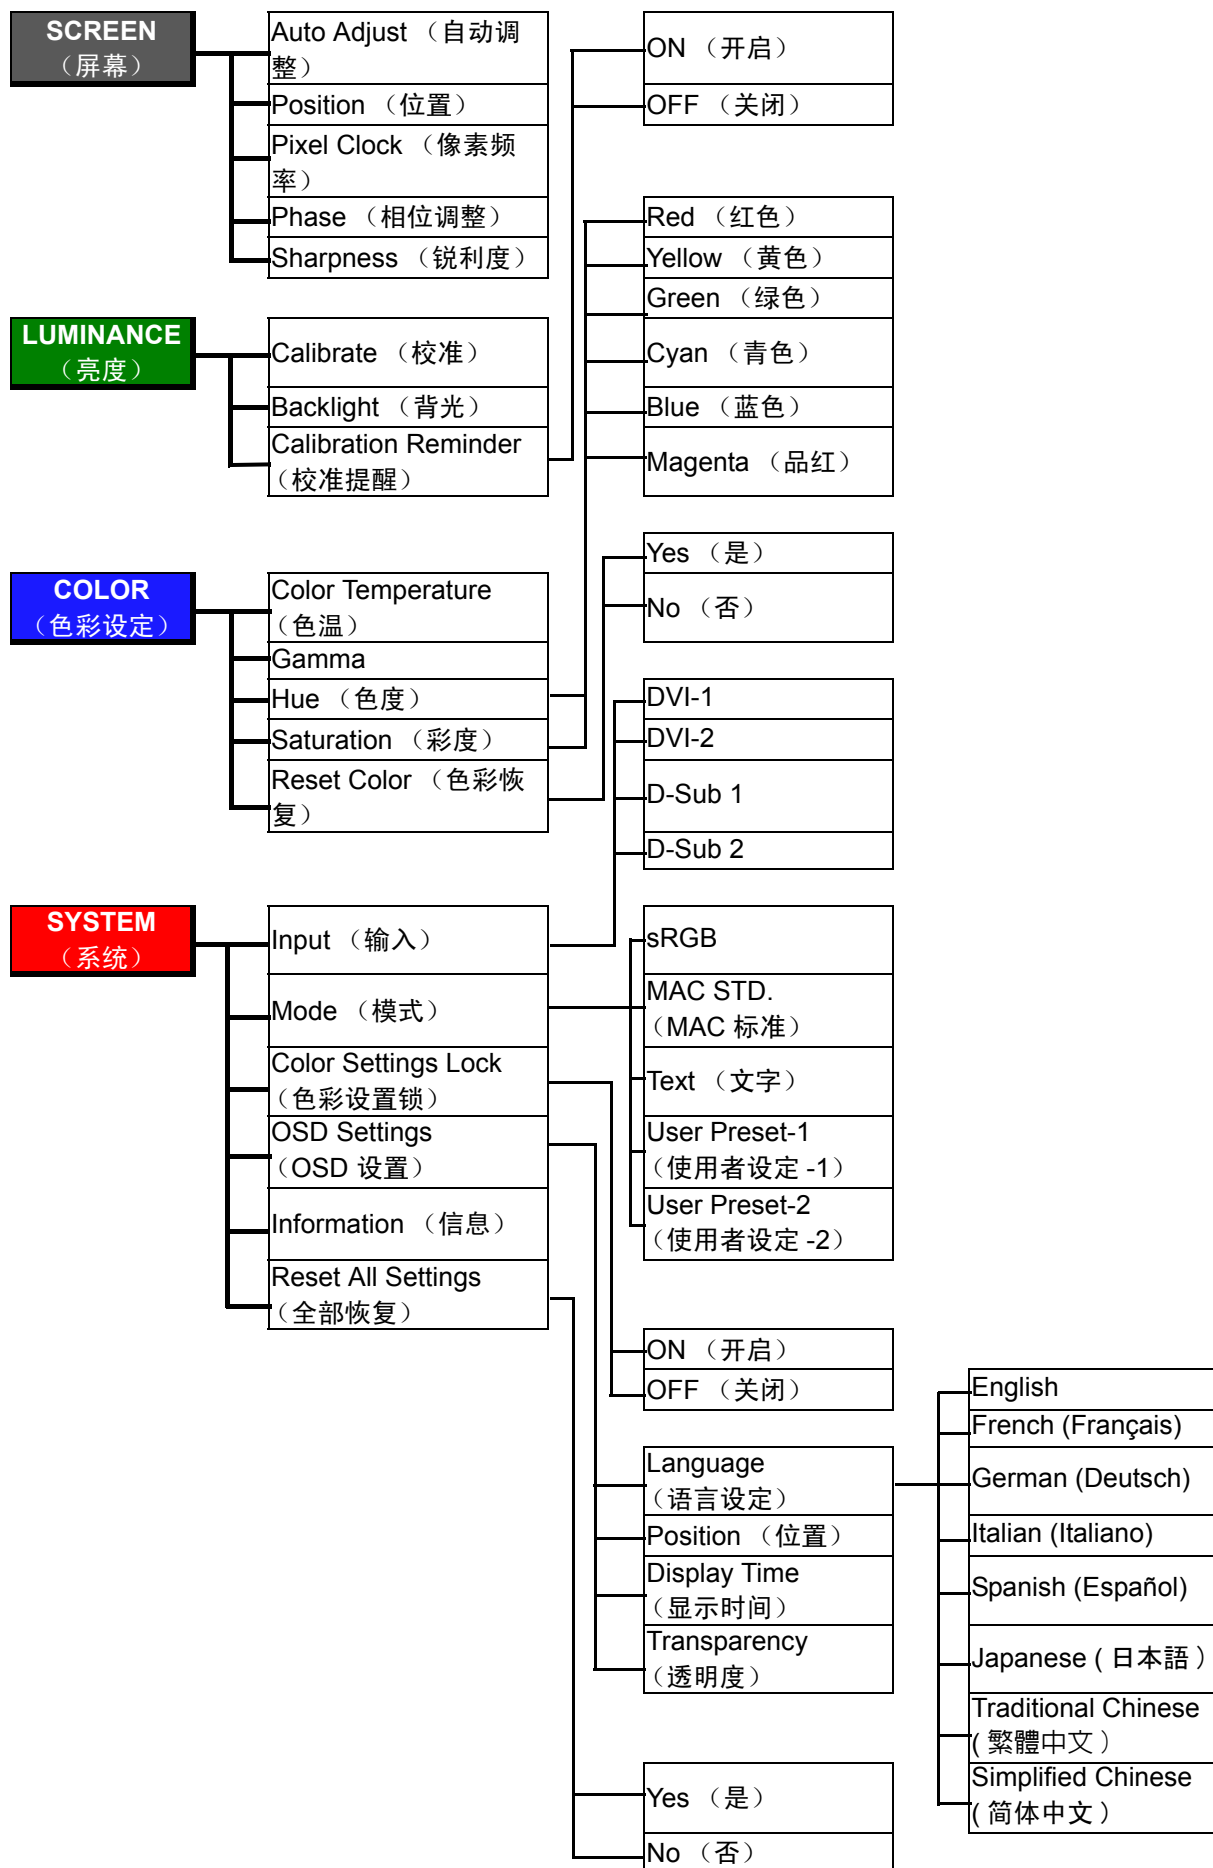 SCREEN
（屏幕）
Auto Adjust （自动调
整）
Position （位置）
Pixel Clock （像素频
率）
Phase （相位调整）
Sharpness （锐利度）
ON （开启）
OFF （关闭）
Red （红色）
Yellow （黄色）
Green （绿色）
Cyan （青色）
Blue （蓝色）
Magenta （品红）
LUMINANCE
（亮度）
Calibrate （校准）
Backlight （背光）
Calibration Reminder
（校准提醒）
Yes （是）
No （否）
COLOR
（色彩设定）
Color Temperature
（色温）
Gamma
Hue （色度）
Saturation （彩度）
Reset Color （色彩恢
复）
DVI-1
DVI-2
D-Sub 1
D-Sub 2
SYSTEM
（系统）
Input （输入）
Mode （模式）
Color Settings Lock
（色彩设置锁）
OSD Settings
（OSD 设置）
Information （信息）
Reset All Settings
（全部恢复）
sRGB
MAC STD.
（MAC 标准）
Text （文字）
User Preset-1
（使用者设定 -1）
User Preset-2
（使用者设定 -2）
ON （开启）
OFF （关闭）
Language
（语言设定）
Position （位置）
Display Time
（显示时间）
Transparency
（透明度）
English
French (Français)
German (Deutsch)
Italian (Italiano)
Spanish (Español)
Japanese ( 日本語 )
Traditional Chinese
( 繁體中文 )
Simplified Chinese
( 简体中文 )
Yes （是）
No （否）